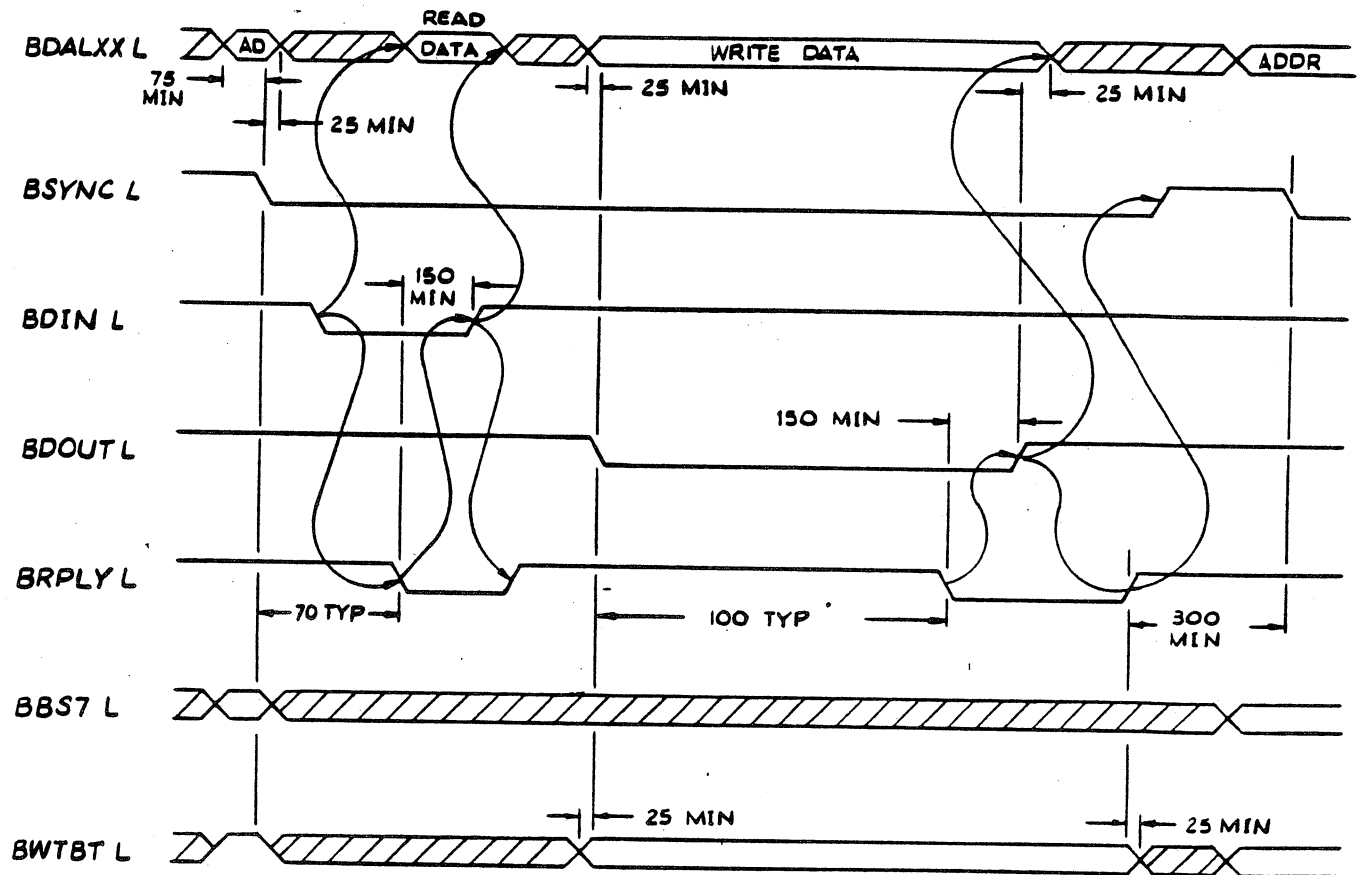 READ
BDALXX L
AD
DATA
WRITE DATA
ADDR
75
MIN
25 MIN
25 MIN
25 MIN
BSYNC L
150
MIN
BDIN L
150 MIN
BDOUT L
BRPLY L
70 TYP
100 TYP
300
MIN
BBS7 L
25 MIN
25 MIN
BWTBT L